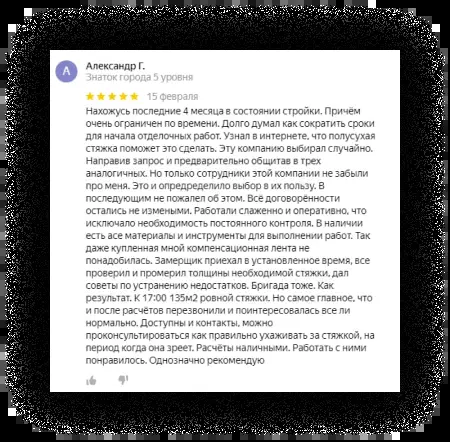 А
Александр Г.
Знаток города 5 уровня
15 февраля
Нахожусь последние 4 месяца в состоянии стройки. Причём
очень ограничен по времени. Долго думал как сократить сроки
для начала отделочных работ. Узнал в интернете, что полусухая
стяжка поможет это сделать. Эту компанию выбирал случайно.
Направив запрос и предварительно общитав в трех
аналогичных. Но только сотрудники этой компании не забыли
про меня. Это и опредределило выбор в их пользу. В
последующим не пожалел об этом. Всё договорённости
остались не измеными. Работали слаженно и оперативно, что
исключало необходимость постоянного контроля. В наличии
есть все материалы и инструменты для выполнении работ. Так
даже купленная мной компенсационная лента не
понадобилась. Замерщик приехал в установленное время, все
проверил и промерил толщины необходимой стяжки, дал
советы по устранению недостатков. Бригада тоже. Как
результат. К 17:00 135м2 ровной стяжки. Но самое главное, что
и после расчётов перезвонили и поинтересовалась все ли
нормально. Доступны и контакты, можно
проконсультироваться как правильно ухаживать за стяжкой, на
период когда она зреет. Расчёты наличными. Работать с ними
понравилось. Однозначно рекомендую